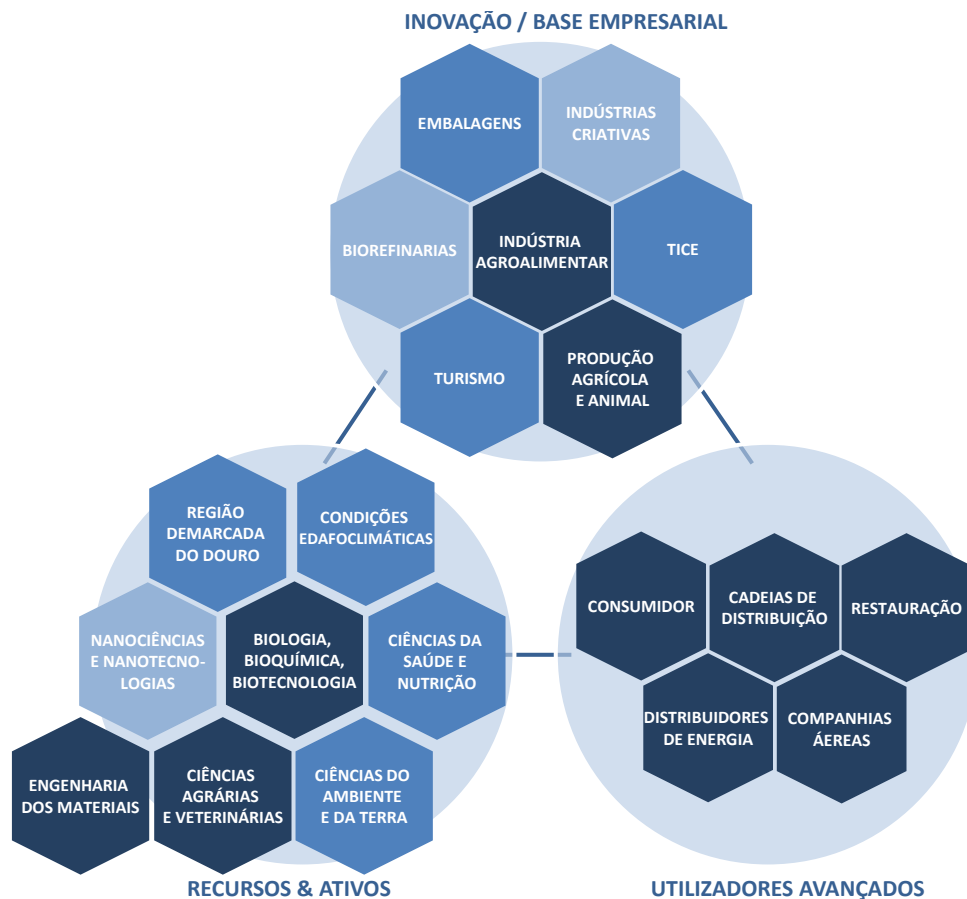 INOVAÇÃO / BASE EMPRESARIAL
EMBALAGENS
INDÚSTRIAS
CRIATIVAS
BIOREFINARIAS
INDÚSTRIA
AGROALIMENTAR
TICE
TURISMO
PRODUÇÃO
AGRÍCOLA
E ANIMAL
REGIÃO
DEMARCADA
DO DOURO
CONDIÇÕES
EDAFOCLIMÁTICAS
NANOCIÊNCIAS
E NANOTECNO-
LOGIAS
BIOLOGIA,
BIOQUÍMICA,
BIOTECNOLOGIA
CIÊNCIAS DA
SAÚDE E
NUTRIÇÃO
ENGENHARIA
DOS MATERIAIS
CIÊNCIAS
AGRÁRIAS
E VETERINÁRIAS
CIÊNCIAS DO
AMBIENTE
E DA TERRA
RECURSOS & ATIVOS
CONSUMIDOR
CADEIAS DE
DISTRIBUIÇÃO
RESTAURAÇÃO
DISTRIBUIDORES
DE ENERGIA
COMPANHIAS
ÁEREAS
UTILIZADORES AVANÇADOS